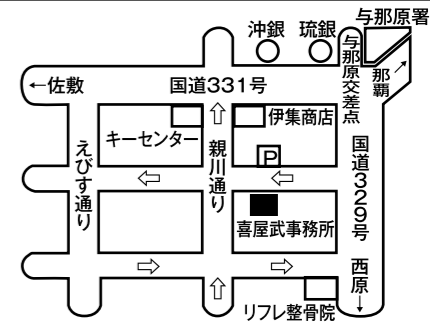 与那原署
沖銀
琉銀
与那原交差点
那覇
←佐敷
国道331号
キーセンター
伊集商店
えびす通り
親川通り
P
国道329号
喜屋武事務所
西原
リフレ整骨院